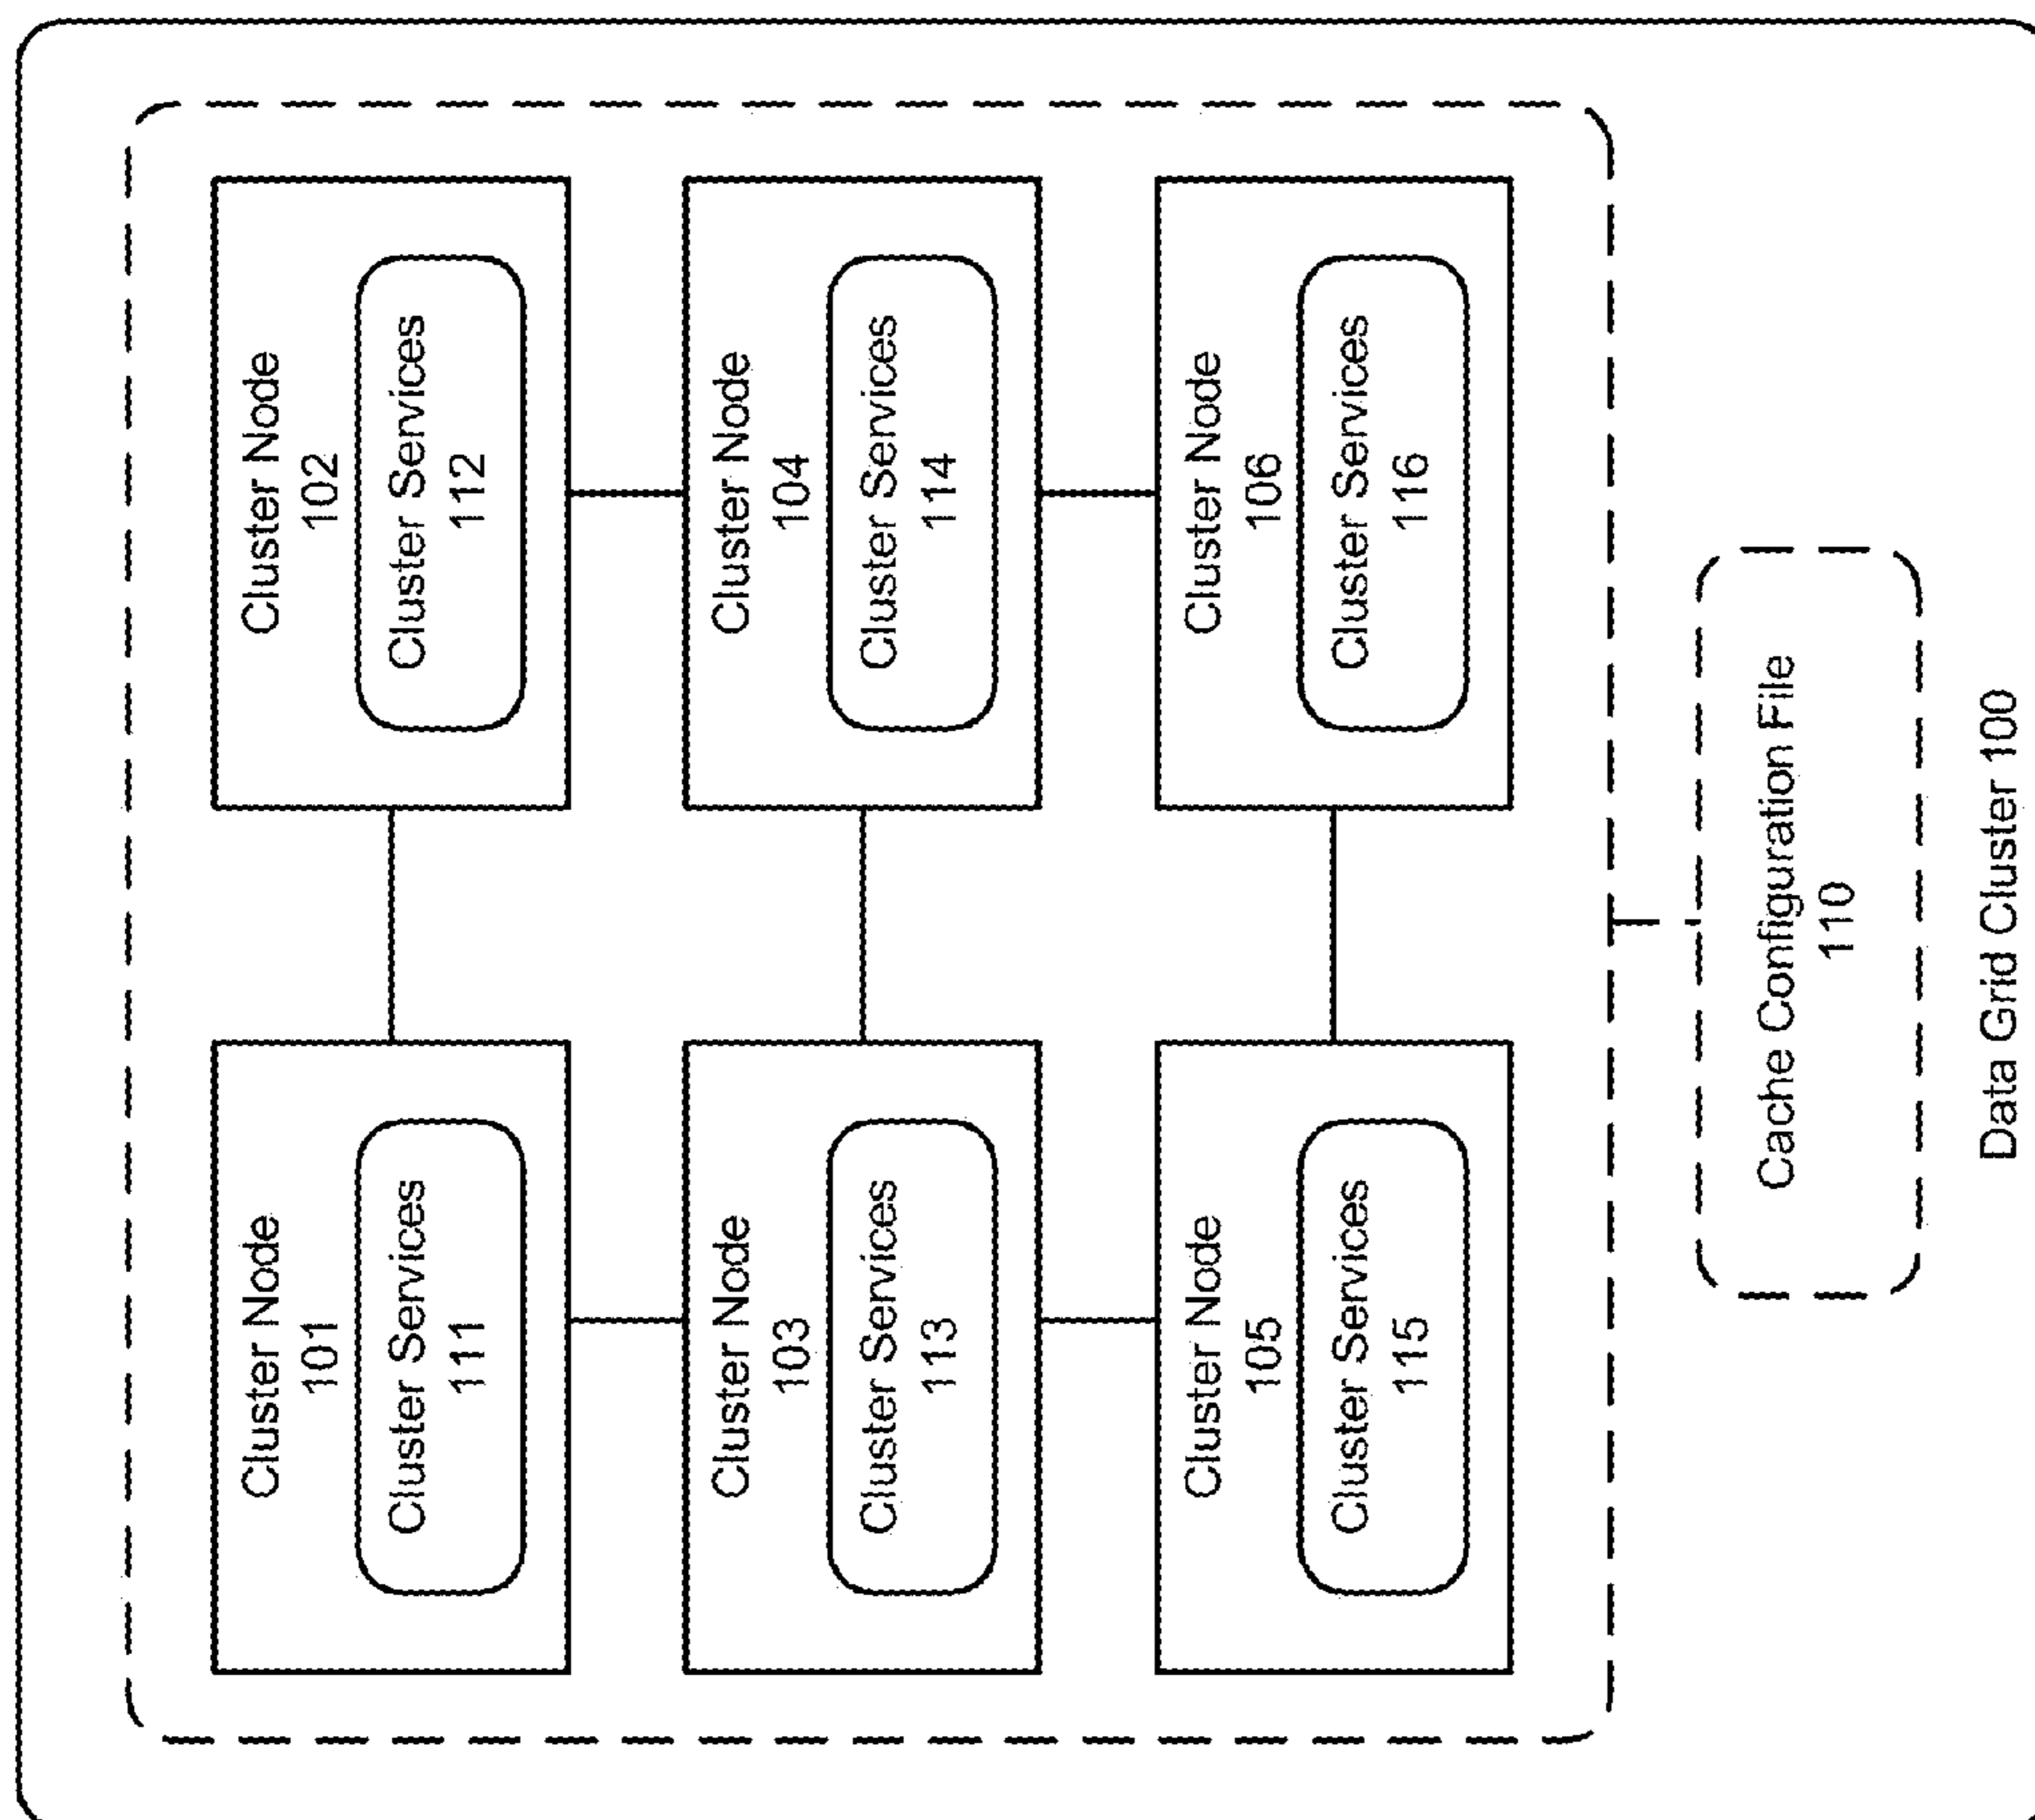 Cluster Node
101
Cluster Services
111
Cluster Node
102
Cluster Services
112
Cluster Node
103
Cluster Services
113
Cluster Node
104
Cluster Services
114
Cluster Node
105
Cluster Services
115
Cluster Node
106
Cluster Services
116
Cache Configuration File
110
Data Grid Cluster 100